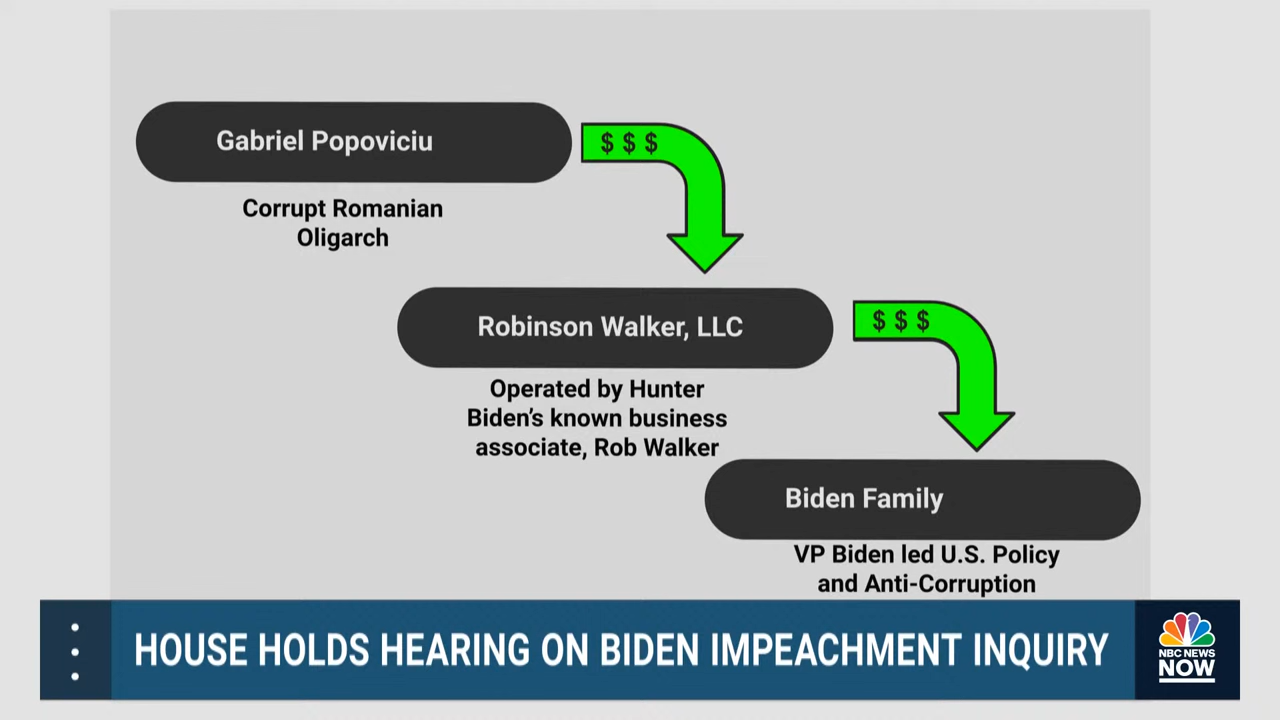 Gabriel Popoviciu
$ $ $
Corrupt Romanian
Oligarch
Robinson Walker, LLC
$ $ $
Operated by Hunter
Biden's known business
associate, Rob Walker
Biden Family
VP Biden led U.S. Policy
and Anti-Corruption
HOUSE HOLDS HEARING ON BIDEN IMPEACHMENT INQUIRY
NBC NEWS
NOW